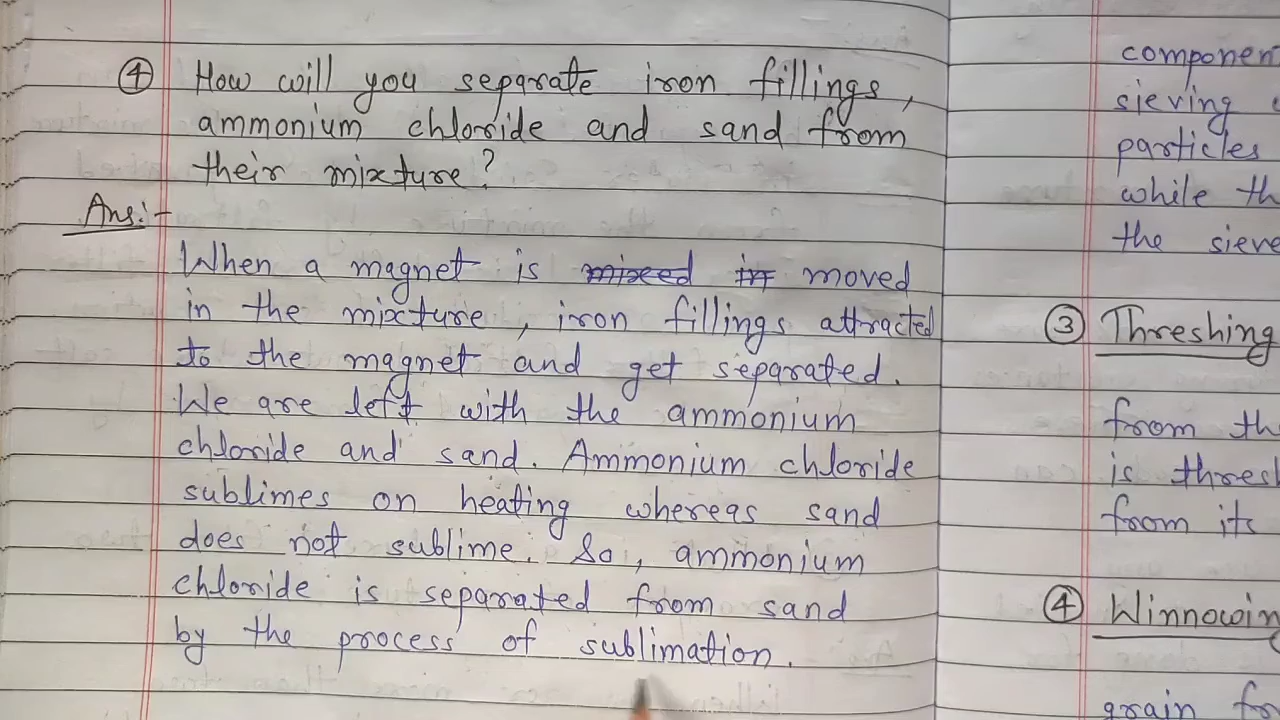 ④ How will you separate iron fillings,
ammonium chloride and sand from
their mixture?
Ans:-
When a magnet is mixed in moved
in the mixture, iron fillings attracted
to the magnet and get separated.
We are left with the ammonium
chloride and sand. Ammonium chloride
sublimes on heating whereas sand
does not sublime. So, ammonium
chloride is separated from sand
by the process of sublimation.
componen
sieving
particles
while th
the sieve
③ Threshing
from th
is thresh
from its
④ Winnowin
grain fr